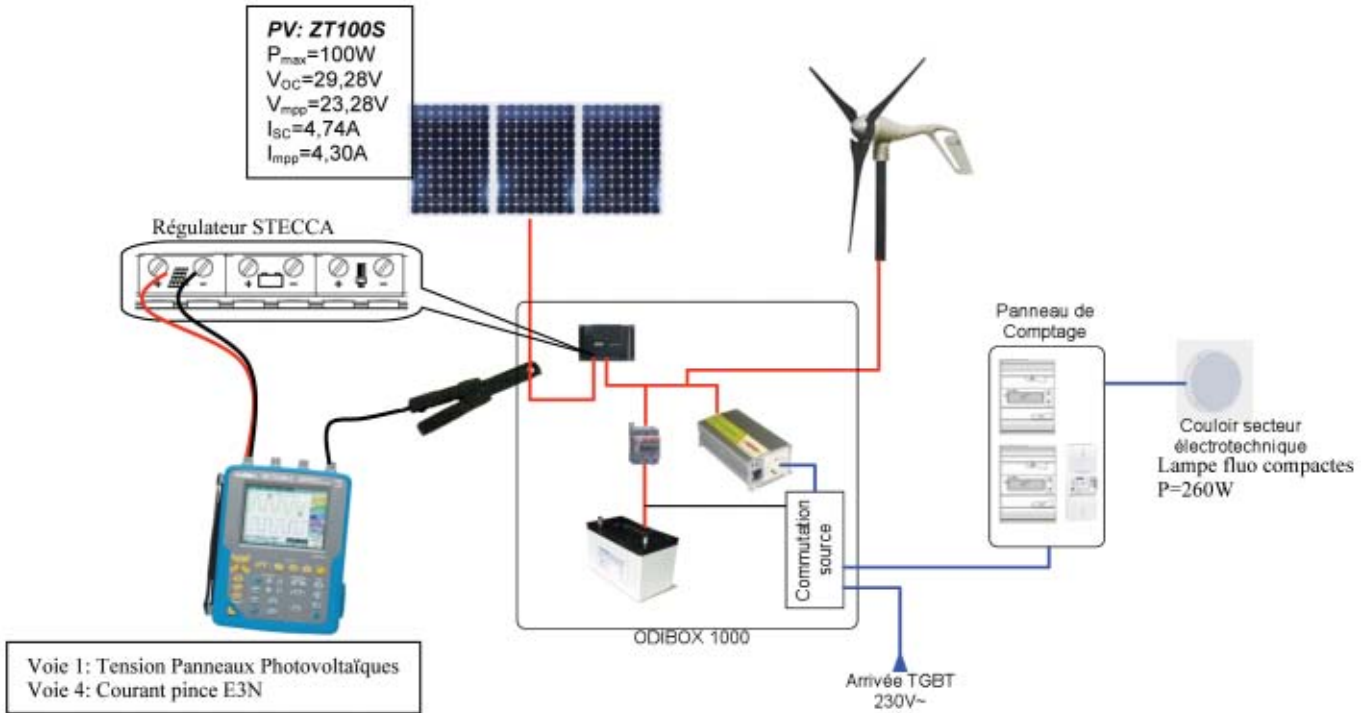 PV: ZT100S
Pmax=100W
VOC=29,28V
Vmpp=23,28V
ISC=4,74A
Impp=4,30A
Régulateur STECCA
+ - + - + -
Panneau de
Comptage
Couloir secteur
électrotechnique
Lampe fluo compactes
P=260W
Commutation
source
ODIBOX 1000
Voie 1: Tension Panneaux Photovoltaïques
Voie 4: Courant pince E3N
Arrivée TGBT
230V~